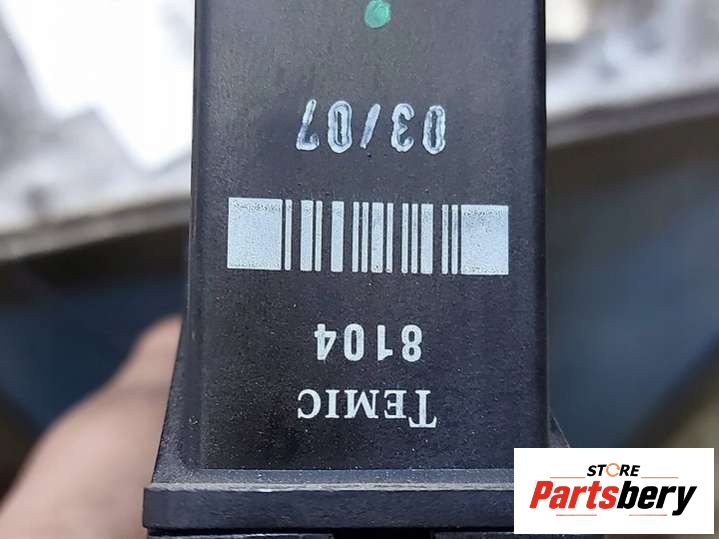 TEMIC
8104
03/07
STORE
Partsbery